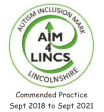 AUTISM INCLUSION MARK
AIM
4
LINCS
LINCOLNSHIRE
Commended Practice
Sept 2018 to Sept 2021